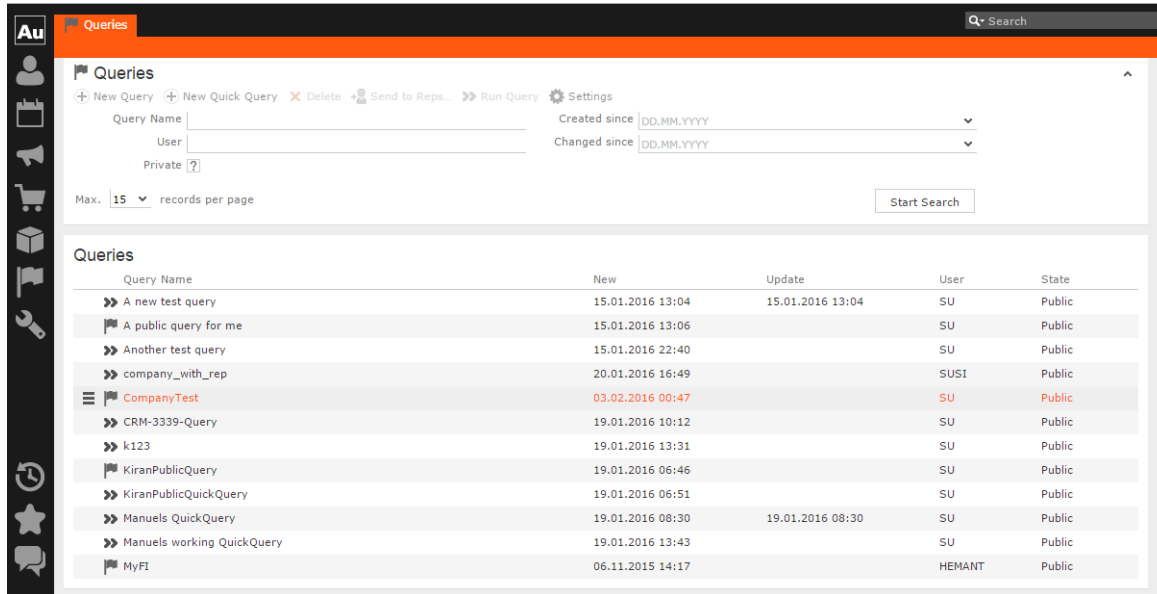 Au
Queries
Search
Queries
New Query New Quick Query Delete Send to Reps... Run Query Settings
Query Name Created since DD.MM.YYYY
User Changed since DD.MM.YYYY
Private ?
Max. 15 records per page Start Search
Queries
Query Name New Update User State
A new test query 15.01.2016 13:04 15.01.2016 13:04 SU Public
A public query for me 15.01.2016 13:06 SU Public
Another test query 15.01.2016 22:40 SU Public
company_with_rep 20.01.2016 16:49 SUSI Public
CompanyTest 03.02.2016 00:47 SU Public
CRM-3339-Query 19.01.2016 10:12 SU Public
k123 19.01.2016 13:31 SU Public
KiranPublicQuery 19.01.2016 06:46 SU Public
KiranPublicQuickQuery 19.01.2016 06:51 SU Public
Manuels QuickQuery 19.01.2016 08:30 19.01.2016 08:30 SU Public
Manuels working QuickQuery 19.01.2016 13:43 SU Public
MyFI 06.11.2015 14:17 HEMANT Public